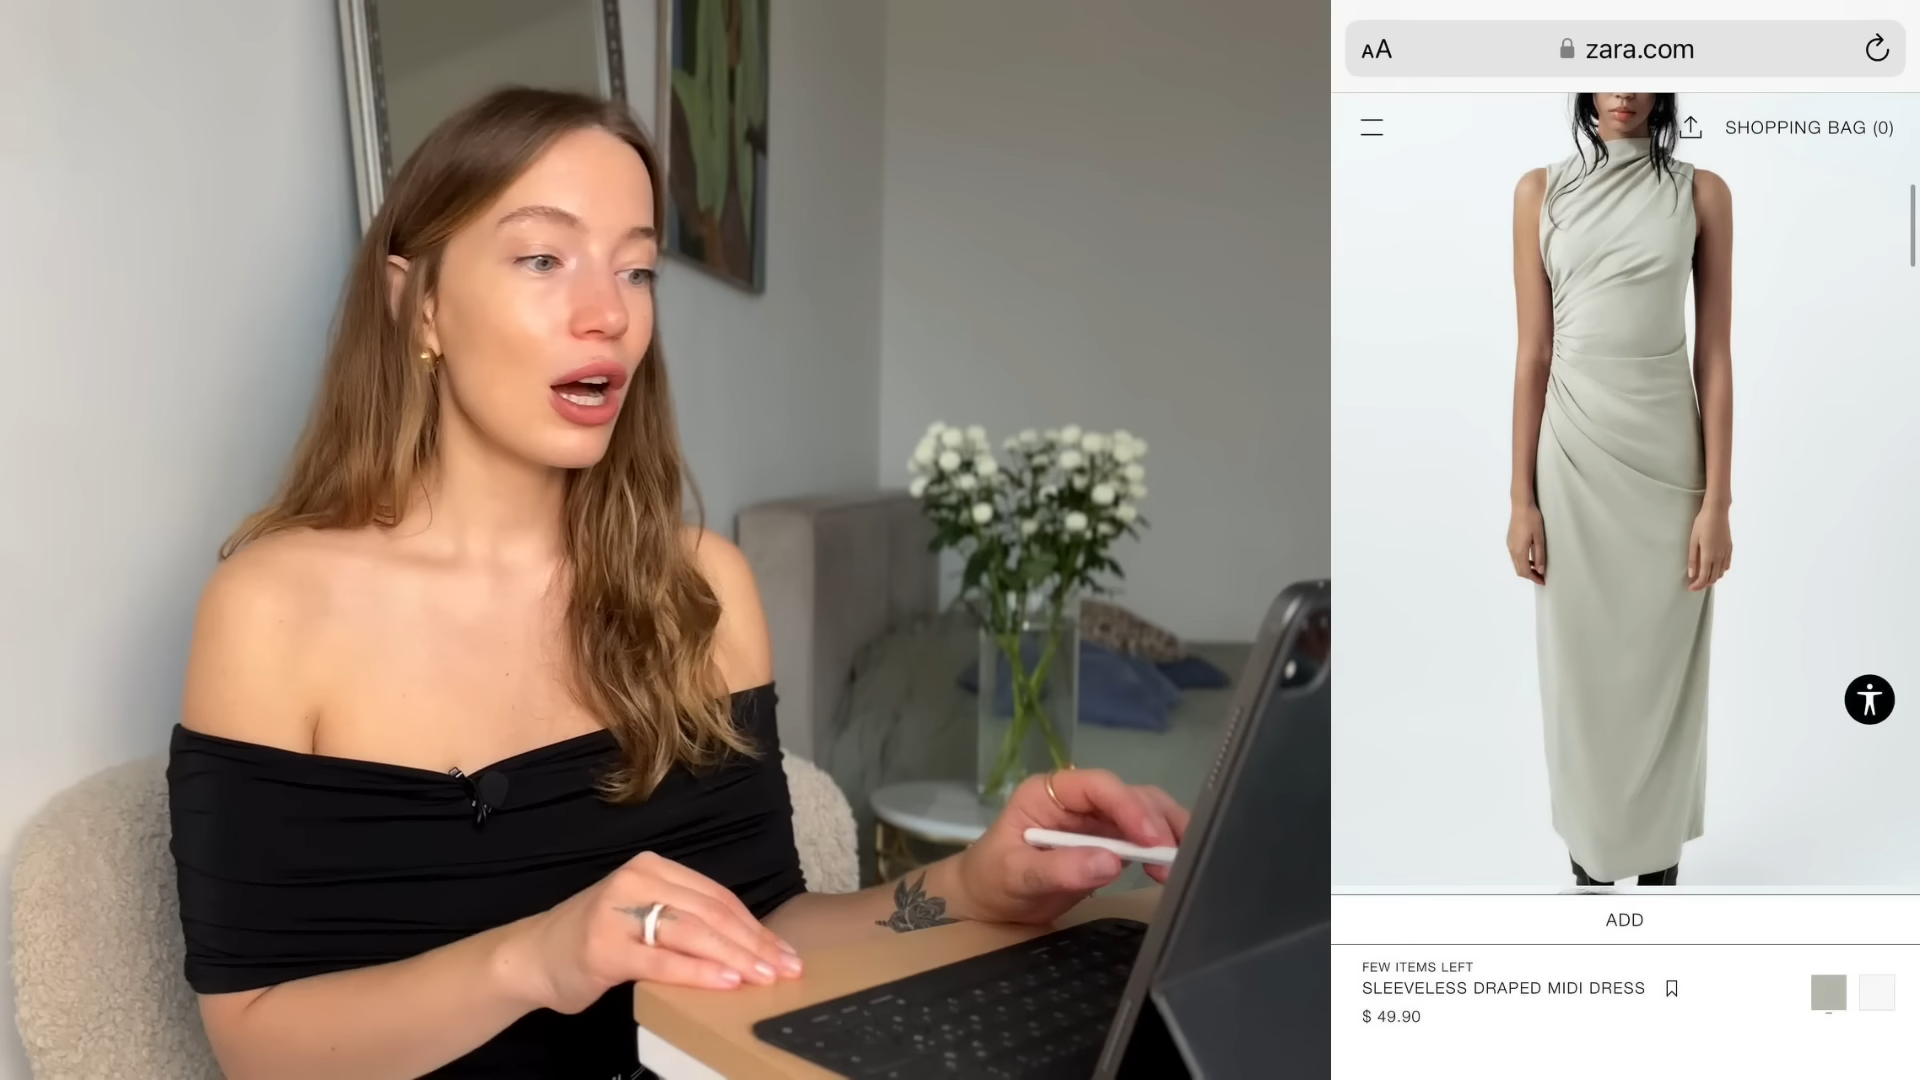 AA
zara.com
SHOPPING BAG (0)
ADD
FEW ITEMS LEFT
SLEEVELESS DRAPED MIDI DRESS
$ 49.90